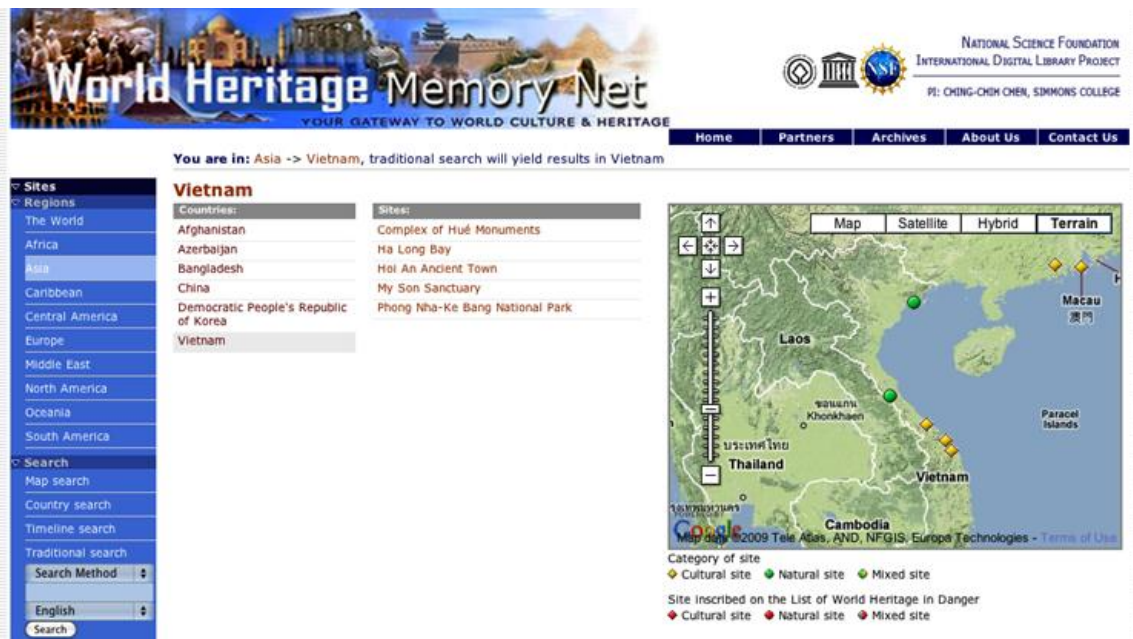 World Heritage Memory Net
YOUR GATEWAY TO WORLD CULTURE & HERITAGE
NSF
NATIONAL SCIENCE FOUNDATION
INTERNATIONAL DIGITAL LIBRARY PROJECT
PI: CHING-CHIH CHEN, SIMMONS COLLEGE
Home Partners Archives About Us Contact Us
You are in: Asia -> Vietnam, traditional search will yield results in Vietnam
Sites
Regions
The World
Africa
Asia
Caribbean
Central America
Europe
Middle East
North America
Oceania
South America
Search
Map search
Country search
Timeline search
Traditional search
Search Method
English
Search
Vietnam
Countries:
Afghanistan
Azerbaijan
Bangladesh
China
Democratic People's Republic
of Korea
Vietnam
Sites:
Complex of Hué Monuments
Ha Long Bay
Hoi An Ancient Town
My Son Sanctuary
Phong Nha-Ke Bang National Park
Map Satellite Hybrid Terrain
Macau
澳門
Laos
ขอนแก่น
Khonkhaen
Paracel
Islands
ประเทศไทย
Thailand
Vietnam
Cambodia
POWERED BY
Google
Map data ©2009 Tele Atlas, AND, NFGIS, Europa Technologies - Terms of Use
Category of site
Cultural site Natural site Mixed site
Site inscribed on the List of World Heritage in Danger
Cultural site Natural site Mixed site